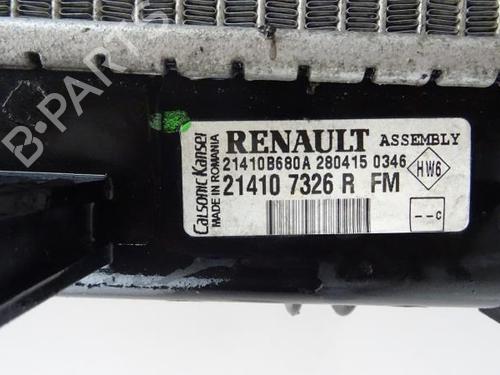 B-PARTS
Calsonic Kansei
MADE IN ROMANIA
RENAULT ASSEMBLY
21410B680A 280415 0346
HW6
21410 7326 R FM
--c